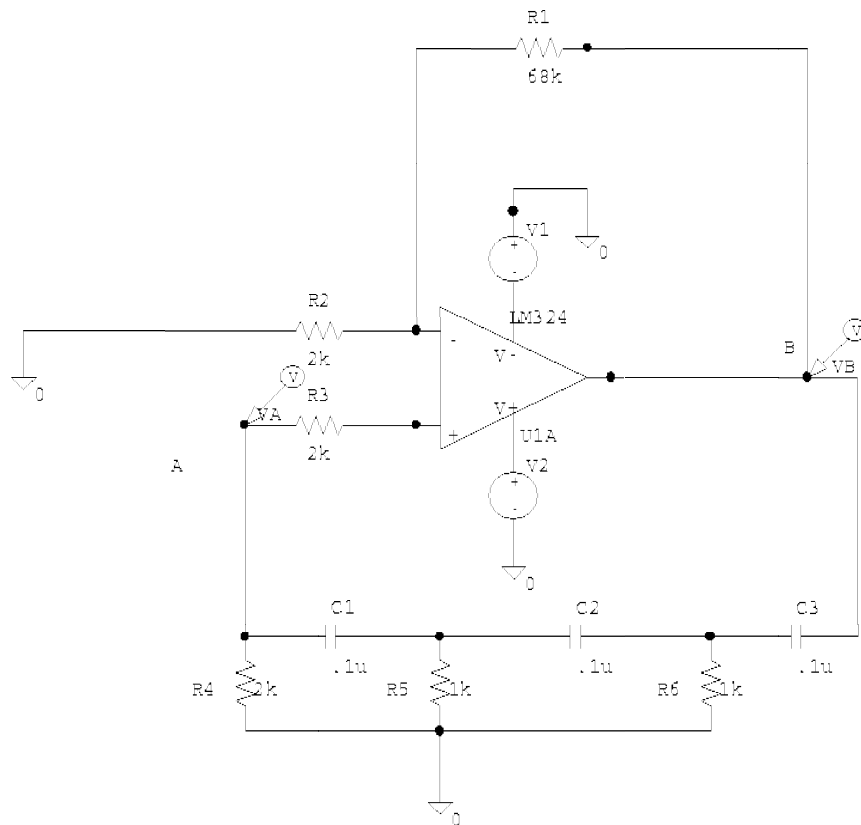 R1
68k
V1
+
-
0
LM324
R2
-
V-
2k
0
B
V
VB
V
R3
VA
V+
+
2k
U1A
A
V2
+
-
0
C1
C2
C3
.1u
.1u
.1u
R4
2k
R5
1k
R6
1k
0